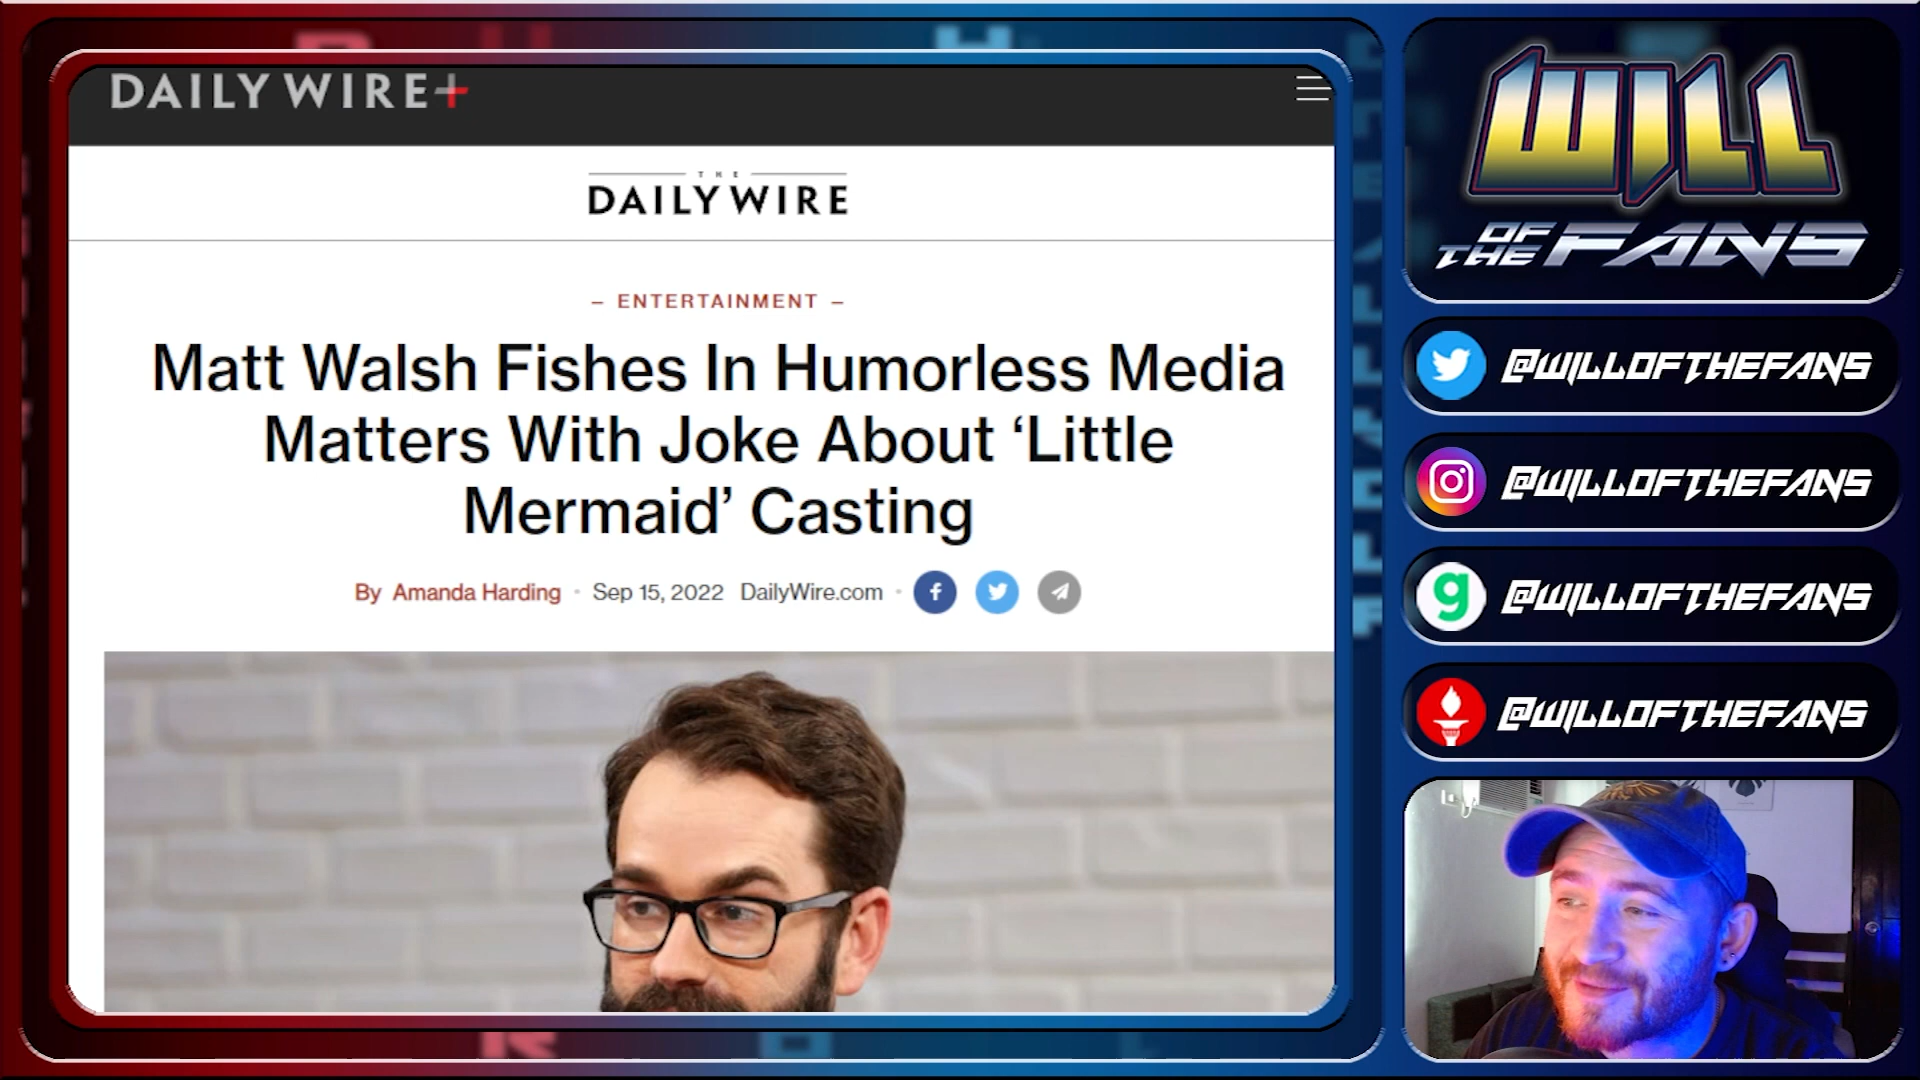 DAILY WIRE+
THE
DAILY WIRE
– ENTERTAINMENT –
Matt Walsh Fishes In Humorless Media
Matters With Joke About ‘Little
Mermaid’ Casting
By Amanda Harding • Sep 15, 2022 DailyWire.com •
WILL
OF THE FANS
@WILLOFTHEFANS
@WILLOFTHEFANS
@WILLOFTHEFANS
@WILLOFTHEFANS